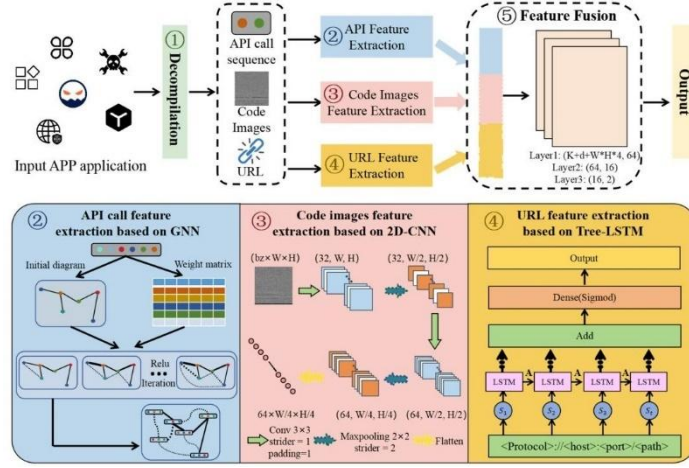 Input APP application
①
Decompilation
API call
sequence
Code
Images
URL
② API Feature
Extraction
③ Code Images
Feature Extraction
④ URL Feature
Extraction
⑤ Feature Fusion
Layer1: (K+d+W*H*4, 64)
Layer2: (64, 16)
Layer3: (16, 2)
Output
② API call feature
extraction based on GNN
Initial diagram
Weight matrix
Relu
Iteration
③ Code images feature
extraction based on 2D-CNN
(bz×W×H)
(32, W, H)
(32, W/2, H/2)
64×W/4×H/4
(64, W/4, H/4)
(64, W/2, H/2)
Conv 3×3
strider = 1
padding=1
Maxpooling 2×2
strider = 2
Flatten
④ URL feature extraction
based on Tree-LSTM
Output
Dense(Sigmod)
Add
LSTM A LSTM A LSTM A LSTM
<Protocol>://<host>:<port>/<path>